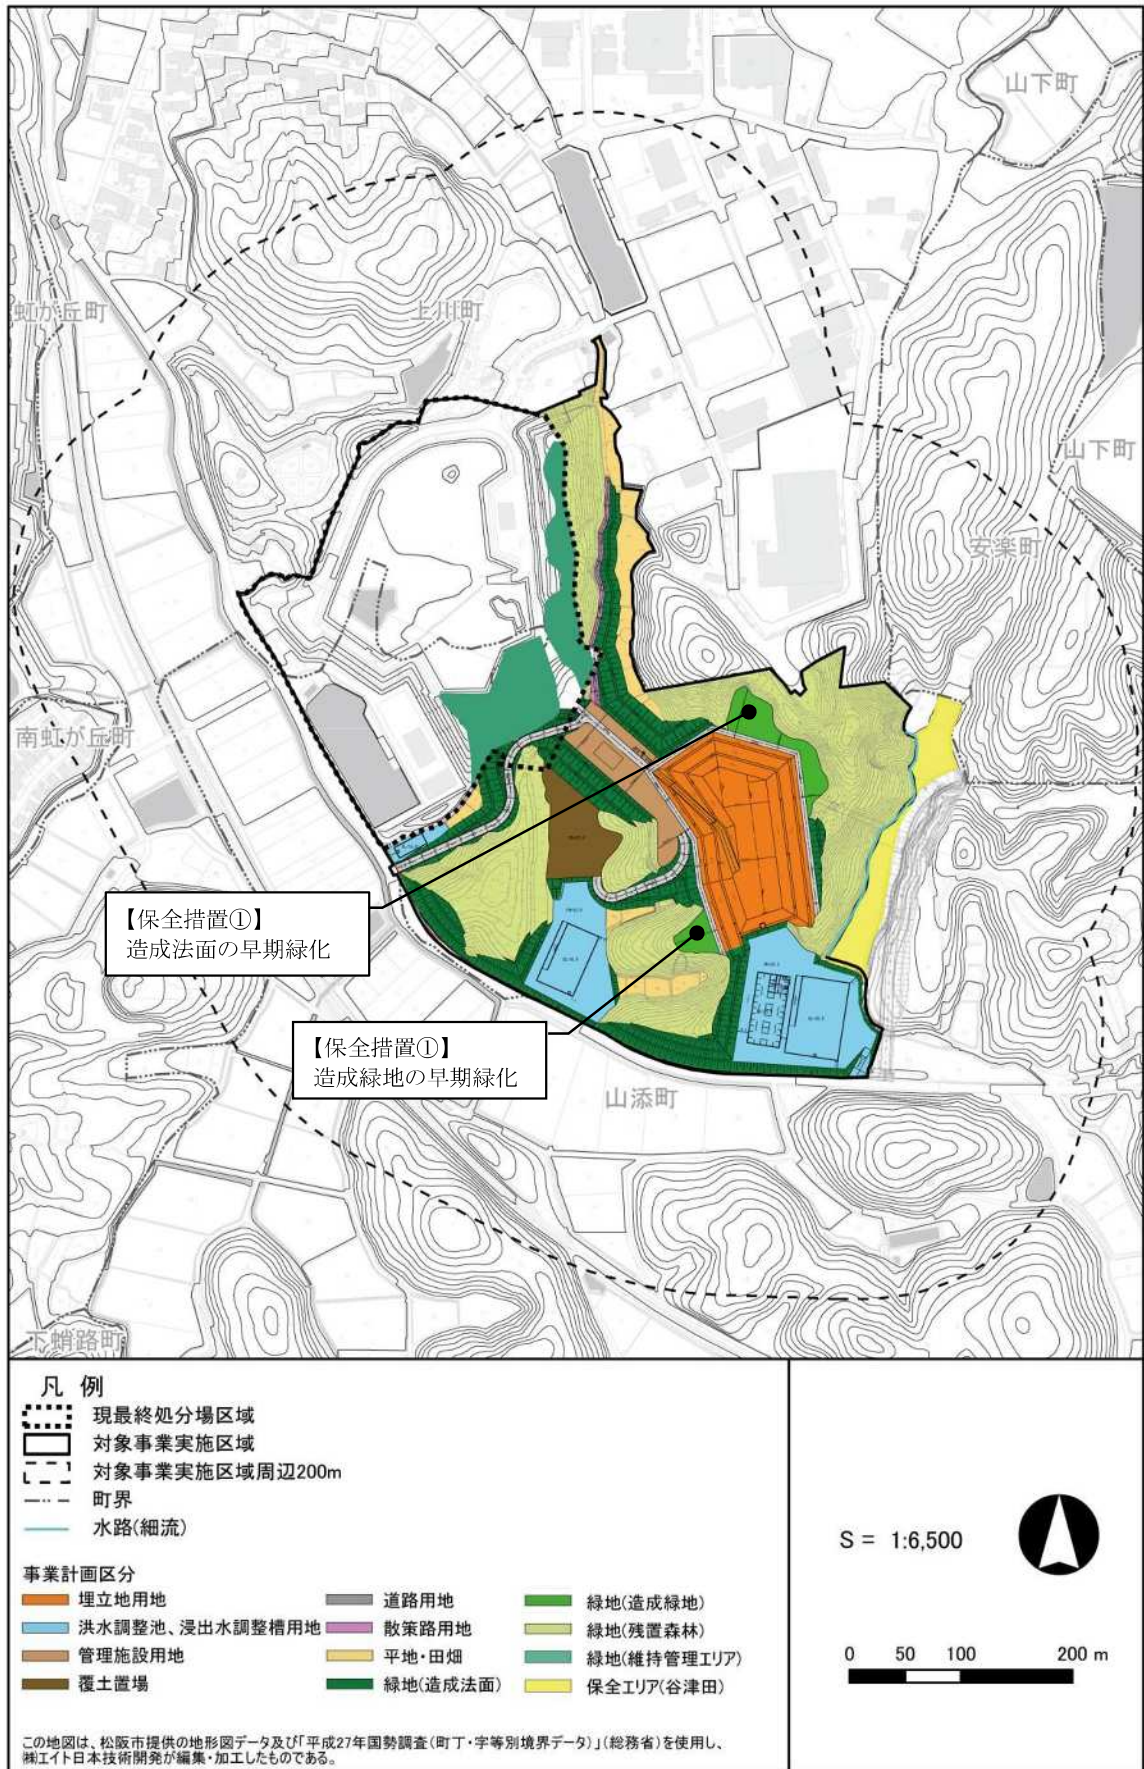 山下町
虹が丘町
上川町
山下町
安楽町
南虹が丘町
【保全措置①】
造成法面の早期緑化
【保全措置①】
造成緑地の早期緑化
山添町
下蛸路町
凡 例
現最終処分場区域
対象事業実施区域
対象事業実施区域周辺200m
町界
水路(細流)
事業計画区分
埋立地用地
洪水調整池、浸出水調整槽用地
管理施設用地
覆土置場
道路用地
散策路用地
平地・田畑
緑地(造成法面)
緑地(造成緑地)
緑地(残置森林)
緑地(維持管理エリア)
保全エリア(谷津田)
S = 1:6,500
0 50 100 200 m
この地図は、松阪市提供の地形図データ及び「平成27年国勢調査(町丁・字等別境界データ)」(総務省)を使用し、
㈱エイト日本技術開発が編集・加工したものである。